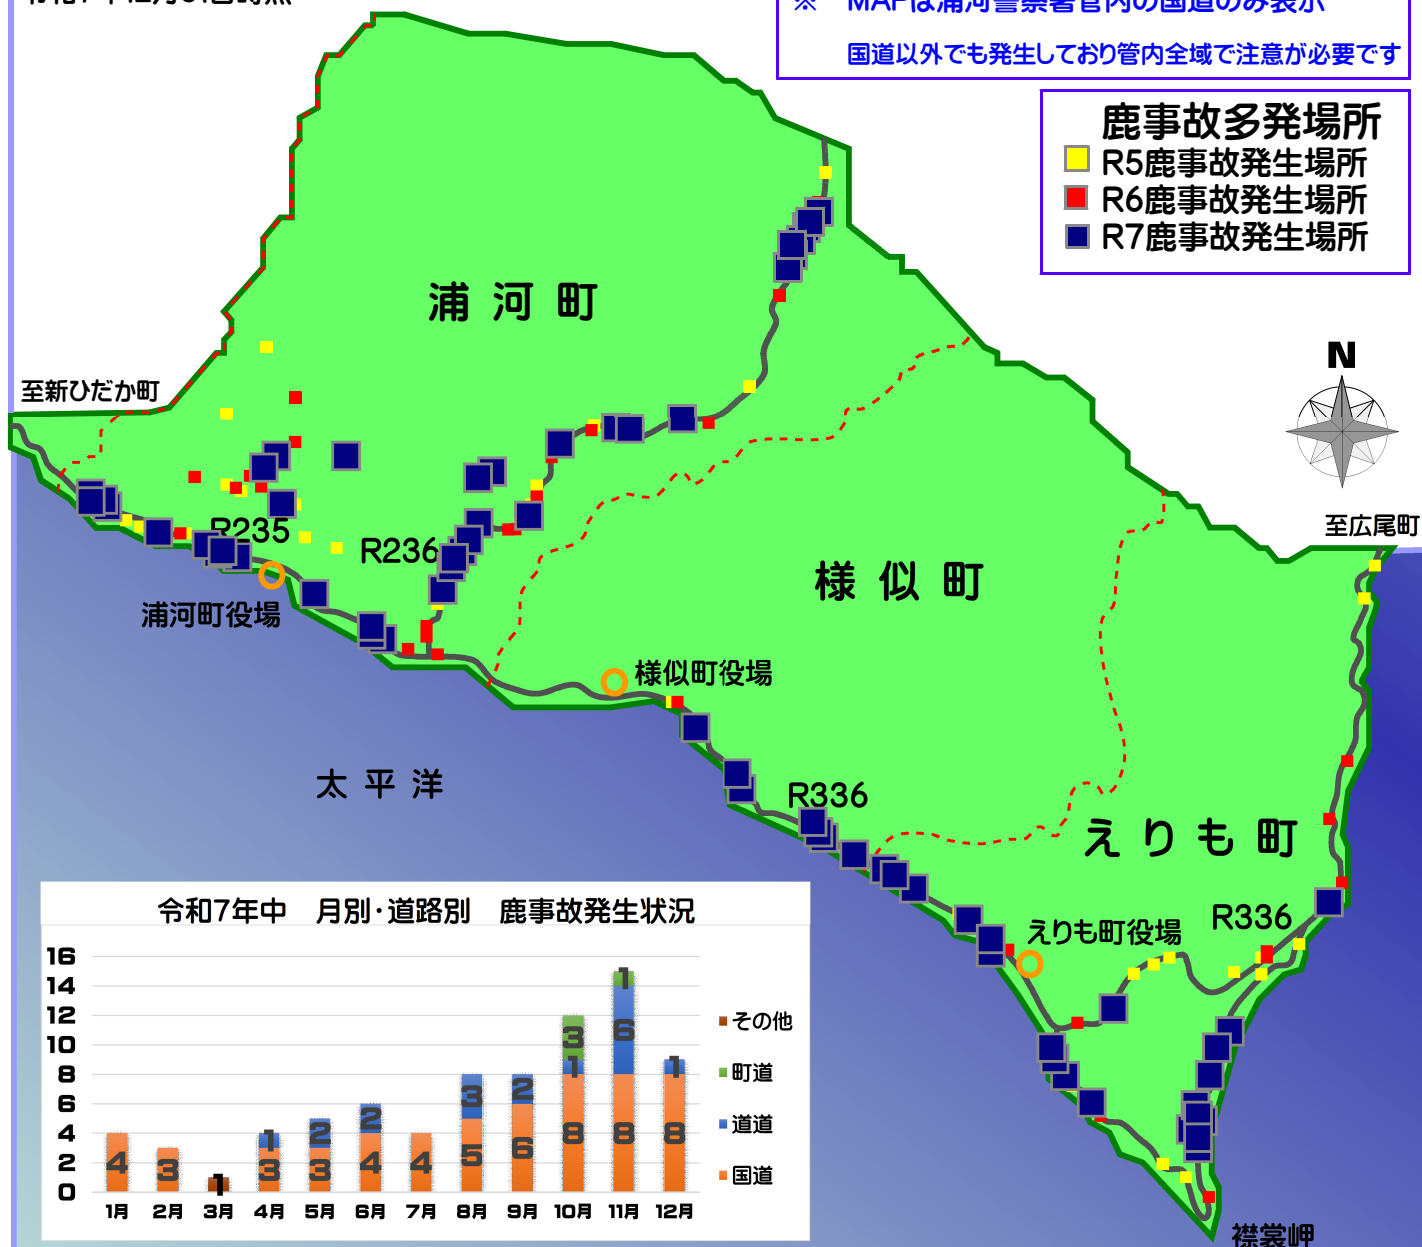 ※ MAPは浦河警察署管内の国道のみ表示
国道以外でも発生しており管内全域で注意が必要です
鹿事故多発場所
R5鹿事故発生場所
R6鹿事故発生場所
R7鹿事故発生場所
浦河町
N
至新ひだか町
至広尾町
R235
R236
様似町
浦河町役場
様似町役場
太平洋
R336
えりも町
えりも町役場
R336
襟裳岬
令和7年中 月別・道路別 鹿事故発生状況
16
14
12
10
8
6
4
2
0
4
3
1
3
1
3
2
4
2
4
5
3
6
2
8
1
3
8
6
1
8
1
1月 2月 3月 4月 5月 6月 7月 8月 9月 10月 11月 12月
その他
町道
道道
国道